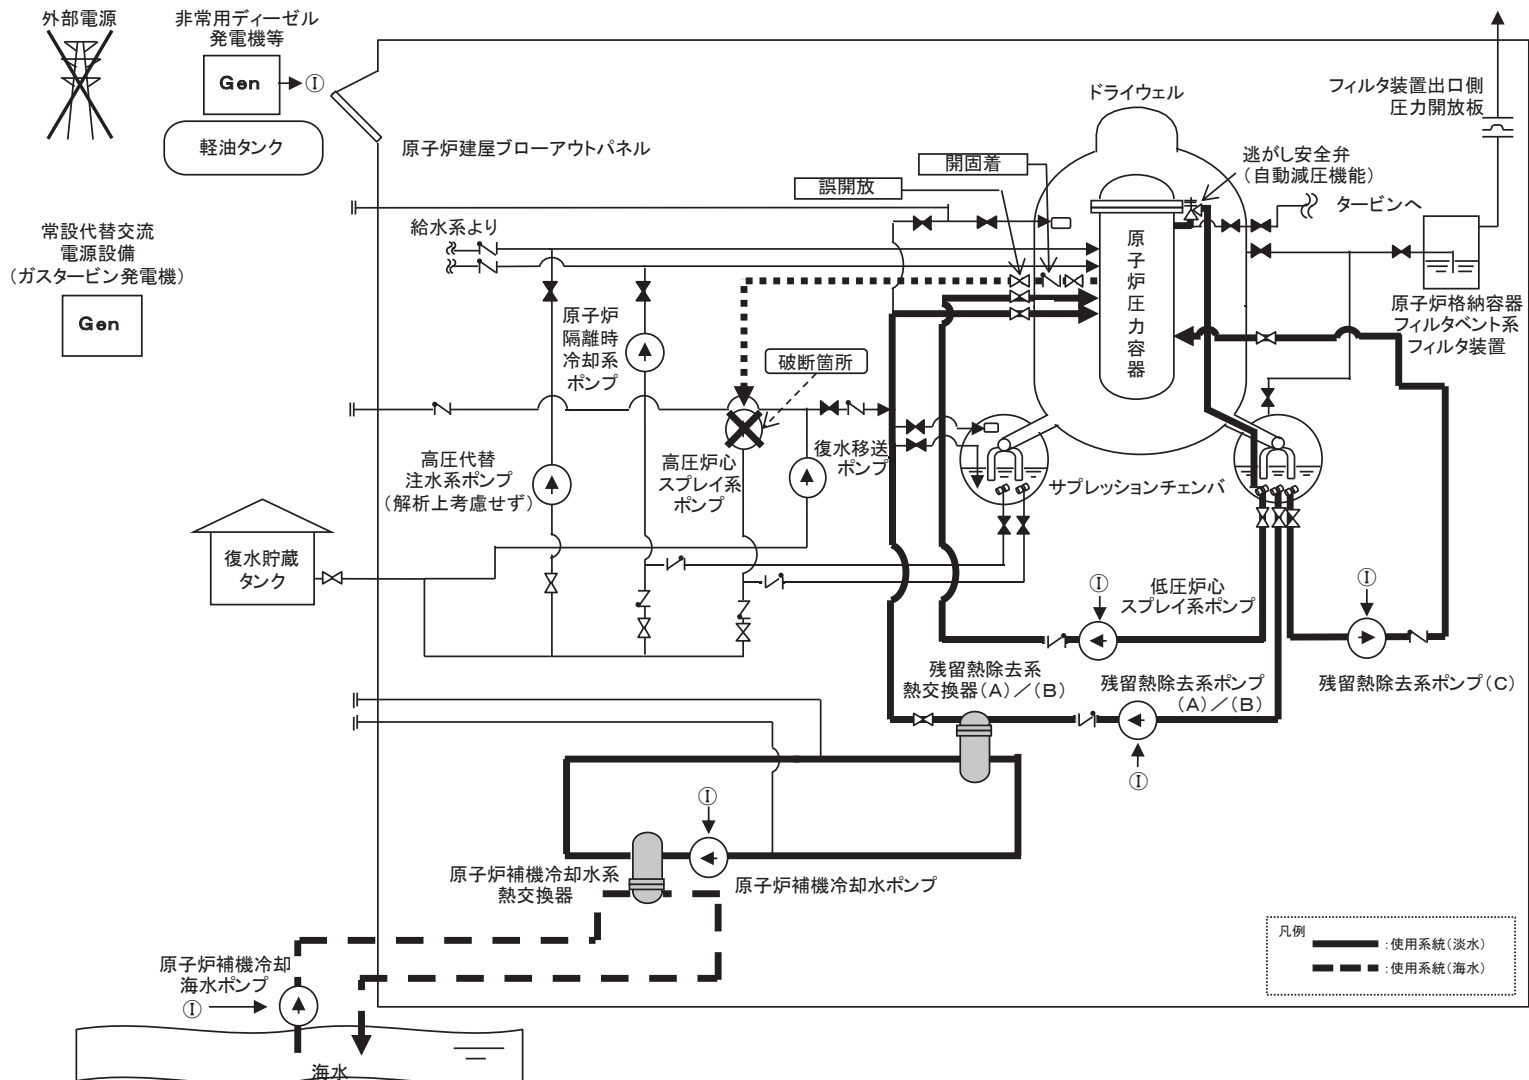 外部電源
非常用ディーゼル
発電機等
Gen
Ⓘ
軽油タンク
原子炉建屋ブローアウトパネル
常設代替交流
電源設備
(ガスタービン発電機)
Gen
ドライウェル
フィルタ装置出口側
圧力開放板
開固着
誤開放
逃がし安全弁
(自動減圧機能)
タービンへ
給水系より
原子炉圧力容器
原子炉格納容器
フィルタベント系
フィルタ装置
原子炉
隔離時
冷却系
ポンプ
破断箇所
高圧代替
注水系ポンプ
(解析上考慮せず)
高圧炉心
スプレイ系
ポンプ
復水移送
ポンプ
サプレッションチェンバ
復水貯蔵
タンク
Ⓘ
低圧炉心
スプレイ系ポンプ
Ⓘ
残留熱除去系
熱交換器(A)/(B)
残留熱除去系ポンプ
(A)/(B)
残留熱除去系ポンプ(C)
Ⓘ
Ⓘ
原子炉補機冷却水系
熱交換器
原子炉補機冷却水ポンプ
原子炉補機冷却
海水ポンプ
Ⓘ
海水
凡例
:使用系統(淡水)
:使用系統(海水)